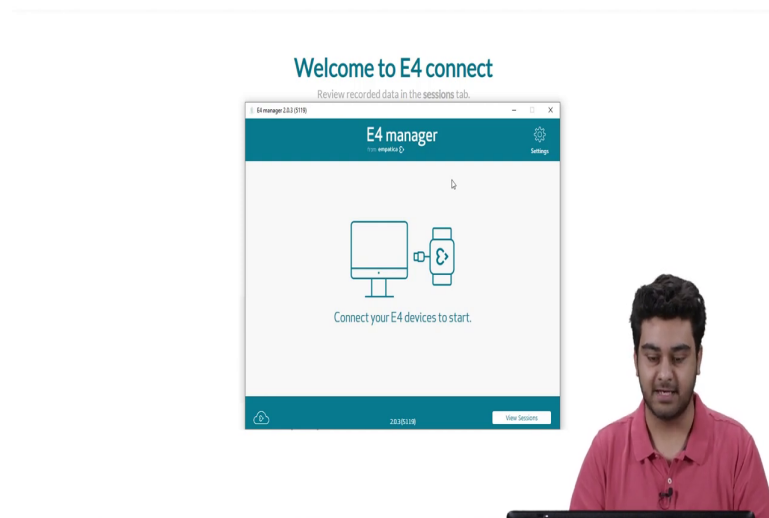 Welcome to E4 connect
Review recorded data in the sessions tab.
E4 manager 2.0.3 (5119)
E4 manager
from empatica
Settings
Connect your E4 devices to start.
2.0.3(5119)
View Sessions